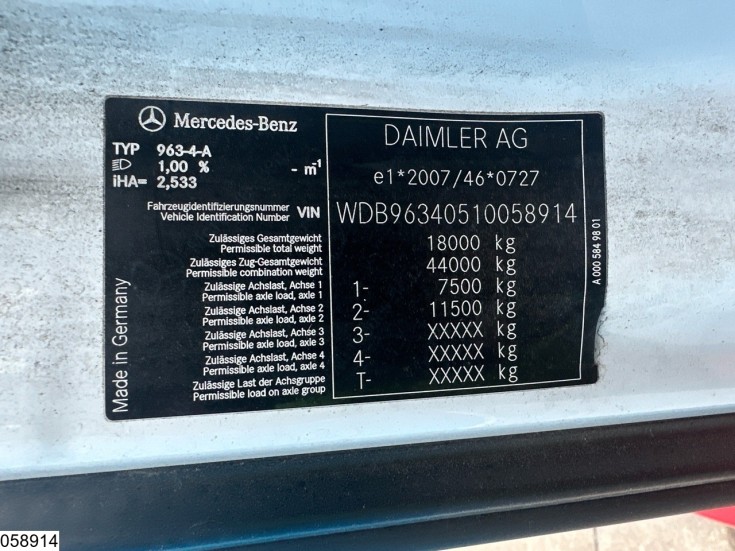 Mercedes-Benz
TYP 963-4-A
1,00 % - m⁻¹
iHA= 2,533
DAIMLER AG
e1*2007/46*0727
Fahrzeugidentifizierungsnummer
Vehicle Identification Number VIN WDB96340510058914
Zulässiges Gesamtgewicht
Permissible total weight 18000 kg
Zulässiges Zug-Gesamtgewicht
Permissible combination weight 44000 kg
Zulässige Achslast, Achse 1
Permissible axle load, axle 1 1- 7500 kg
Zulässige Achslast, Achse 2
Permissible axle load, axle 2 2- 11500 kg
Zulässige Achslast, Achse 3
Permissible axle load, axle 3 3- XXXXX kg
Zulässige Achslast, Achse 4
Permissible axle load, axle 4 4- XXXXX kg
Zulässige Last der Achsgruppe
Permissible load on axle group T- XXXXX kg
Made in Germany
A 000 584 98 01
058914